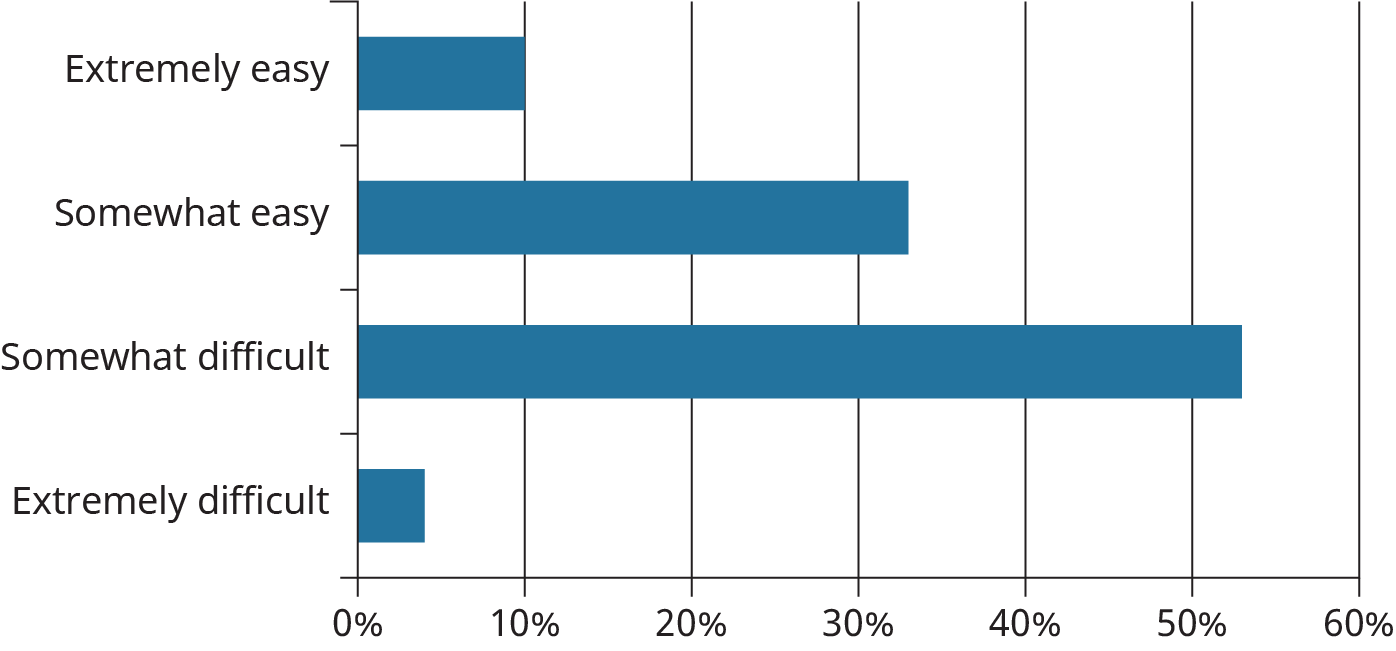 Extremely easy
Somewhat easy
Somewhat difficult
Extremely difficult
0% 10% 20% 30% 40% 50% 60%